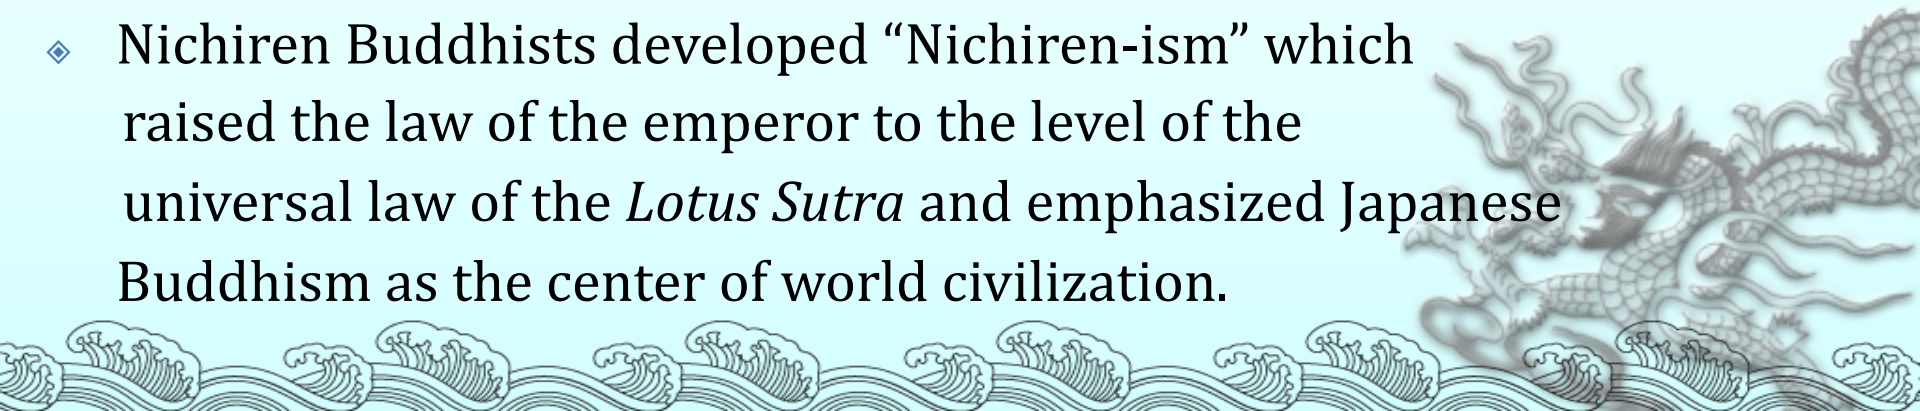 Nichiren Buddhists developed “Nichiren-ism” which
raised the law of the emperor to the level of the
universal law of the Lotus Sutra and emphasized Japanese
Buddhism as the center of world civilization.